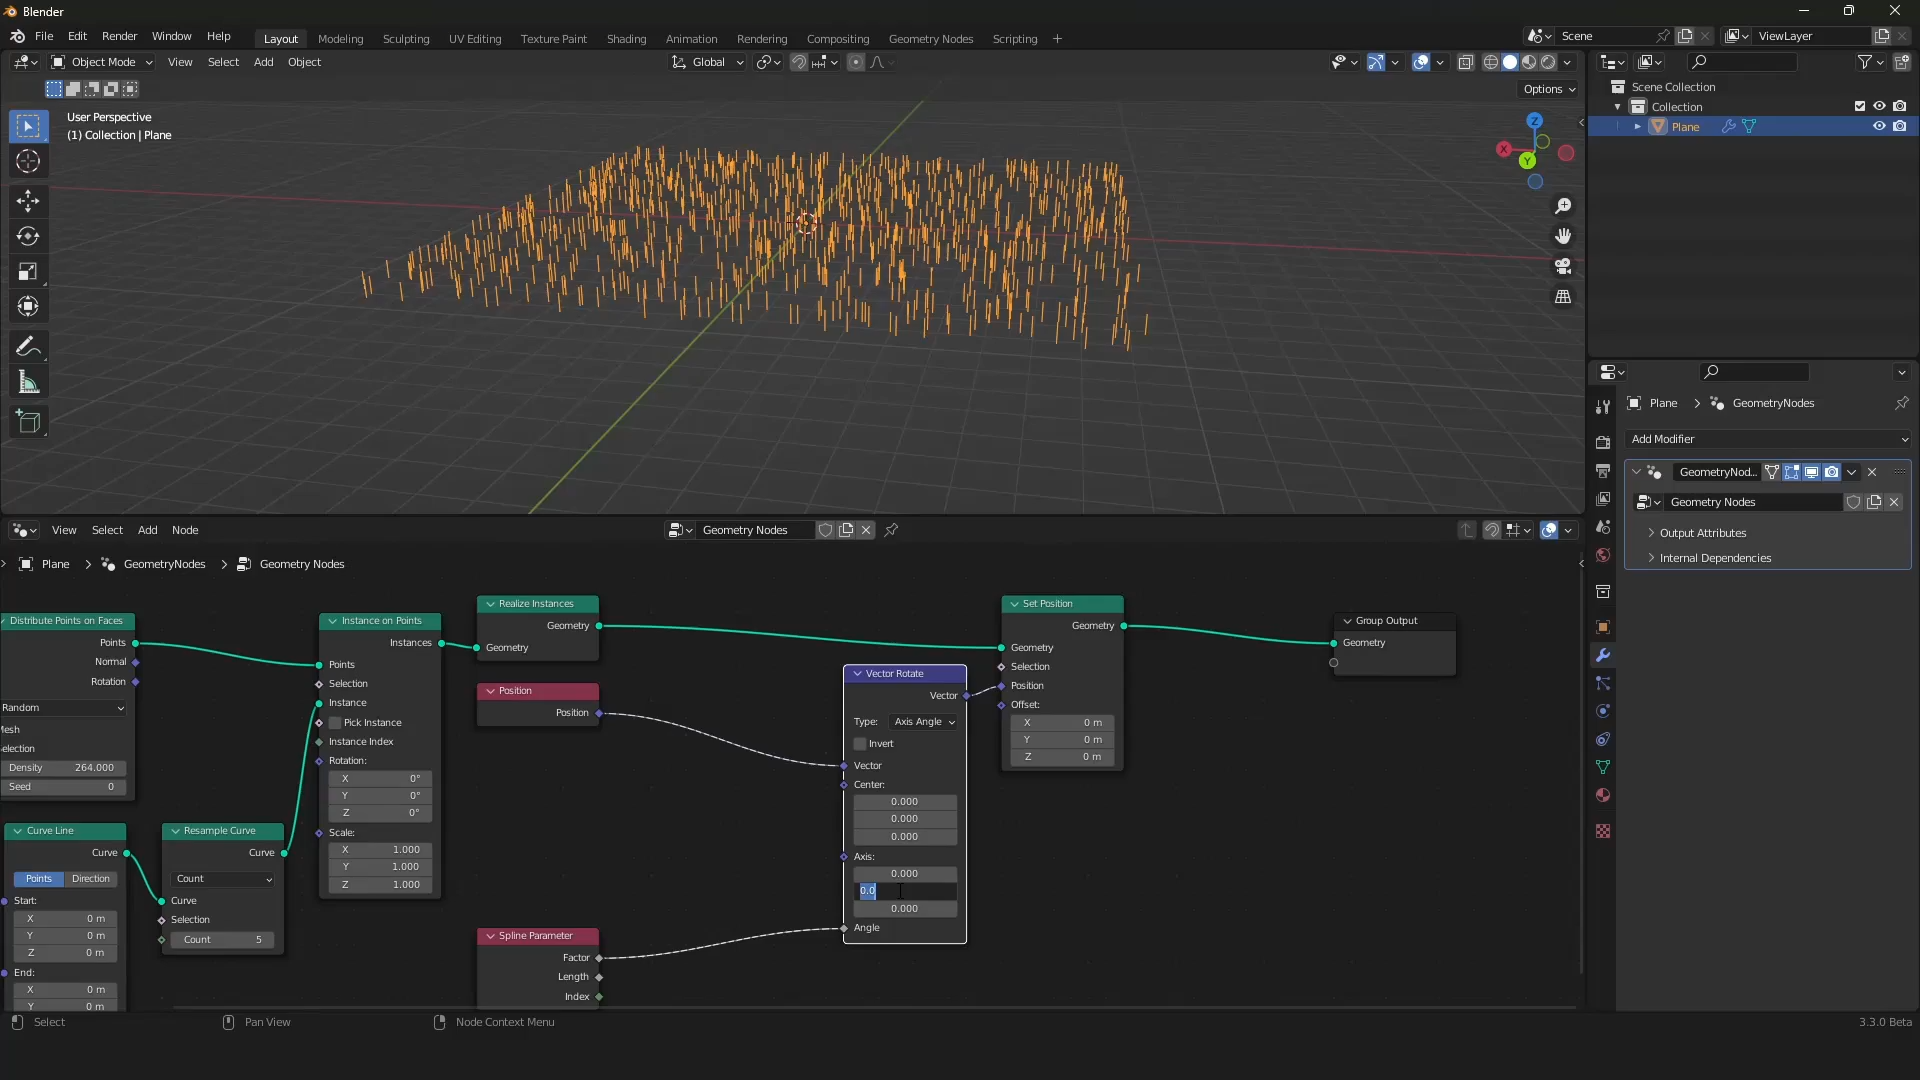 Blender
File Edit Render Window Help
Layout Modeling Sculpting UV Editing Texture Paint Shading Animation Rendering Compositing Geometry Nodes Scripting +
Scene
ViewLayer
Object Mode View Select Add Object
Global
Options
User Perspective
(1) Collection | Plane
Z
X
Y
Scene Collection
Collection
Plane
Plane > GeometryNodes
Add Modifier
GeometryNod...
Geometry Nodes
Output Attributes
Internal Dependencies
View Select Add Node
Geometry Nodes
Plane > GeometryNodes > Geometry Nodes
Distribute Points on Faces
Points
Normal
Rotation
Random
Mesh
election
Density 264.000
Seed 0
Curve Line
Curve
Points Direction
Start:
X 0 m
Y 0 m
Z 0 m
End:
X 0 m
Y 0 m
Resample Curve
Curve
Count
Curve
Selection
Count 5
Instance on Points
Instances
Points
Selection
Instance
Pick Instance
Instance Index
Rotation:
X 0°
Y 0°
Z 0°
Scale:
X 1.000
Y 1.000
Z 1.000
Realize Instances
Geometry
Geometry
Position
Position
Spline Parameter
Factor
Length
Index
Vector Rotate
Vector
Type: Axis Angle
Invert
Vector
Center:
0.000
0.000
0.000
Axis:
0.000
0.0
0.000
Angle
Set Position
Geometry
Geometry
Selection
Position
Offset:
X 0 m
Y 0 m
Z 0 m
Group Output
Geometry
Select
Pan View
Node Context Menu
3.3.0 Beta